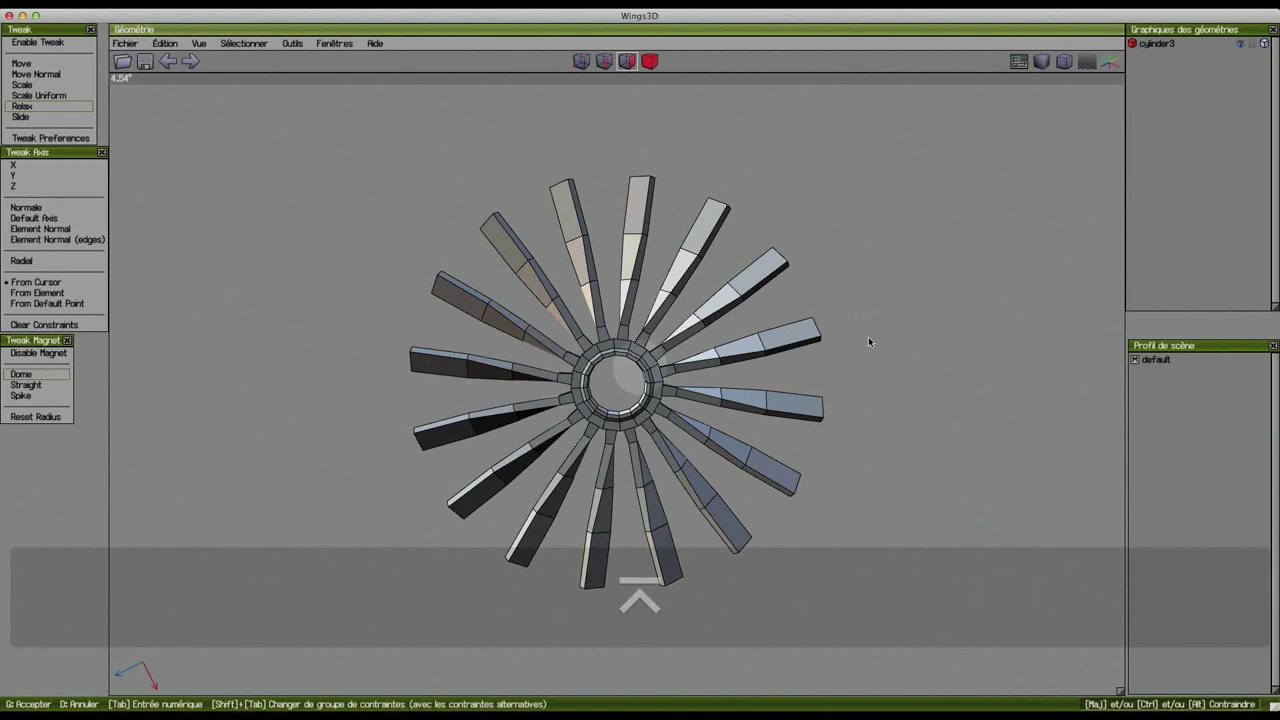 Wings3D
Tweak
Enable Tweak
Move
Move Normal
Scale
Scale Uniform
Relax
Slide
Tweak Preferences
Tweak Axis
X
Y
Z
Normale
Default Axis
Element Normal
Element Normal (edges)
Radial
From Cursor
From Element
From Default Point
Clear Constraints
Tweak Magnet
Disable Magnet
Dome
Straight
Spike
Reset Radius
Géométrie
Fichier Édition Vue Sélectionner Outils Fenêtres Aide
4,54°
Graphiques des géométries
cylinder3
Profil de scène
M default
G: Accepter D: Annuler [Tab] Entrée numérique [Shift]+[Tab] Changer de groupe de contraintes (avec les contraintes alternatives)
[Maj] et/ou [Ctrl] et/ou [Alt] Contraindre